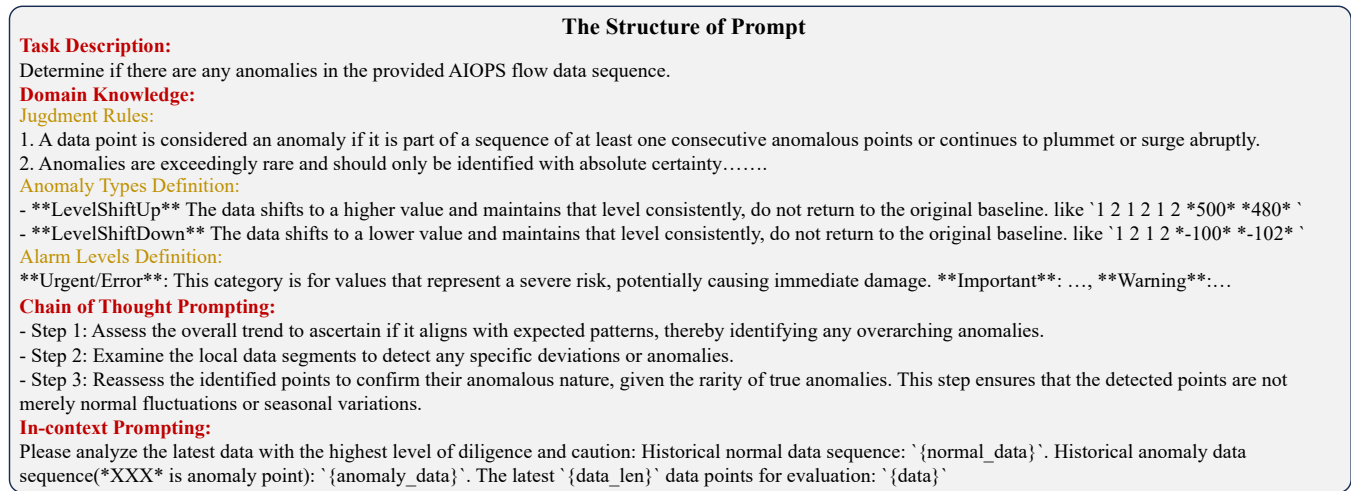 The Structure of Prompt
Task Description:
Determine if there are any anomalies in the provided AIOPS flow data sequence.
Domain Knowledge:
Jugdment Rules:
1. A data point is considered an anomaly if it is part of a sequence of at least one consecutive anomalous points or continues to plummet or surge abruptly.
2. Anomalies are exceedingly rare and should only be identified with absolute certainty…….
Anomaly Types Definition:
- **LevelShiftUp** The data shifts to a higher value and maintains that level consistently, do not return to the original baseline. like `1 2 1 2 1 2 *500* *480* `
- **LevelShiftDown** The data shifts to a lower value and maintains that level consistently, do not return to the original baseline. like `1 2 1 2 *-100* *-102* `
Alarm Levels Definition:
**Urgent/Error**: This category is for values that represent a severe risk, potentially causing immediate damage. **Important**: …, **Warning**:…
Chain of Thought Prompting:
- Step 1: Assess the overall trend to ascertain if it aligns with expected patterns, thereby identifying any overarching anomalies.
- Step 2: Examine the local data segments to detect any specific deviations or anomalies.
- Step 3: Reassess the identified points to confirm their anomalous nature, given the rarity of true anomalies. This step ensures that the detected points are not
merely normal fluctuations or seasonal variations.
In-context Prompting:
Please analyze the latest data with the highest level of diligence and caution: Historical normal data sequence: `{normal_data}`. Historical anomaly data
sequence(*XXX* is anomaly point): `{anomaly_data}`. The latest `{data_len}` data points for evaluation: `{data}`